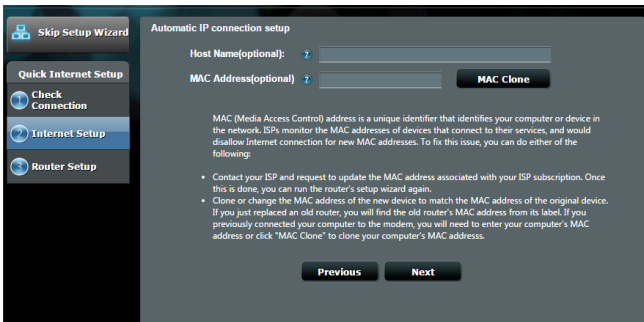 Skip Setup Wizard
Quick Internet Setup
1 Check
Connection
2 Internet Setup
3 Router Setup
Automatic IP connection setup
Host Name(optional): ?
MAC Address(optional) ? MAC Clone
MAC (Media Access Control) address is a unique identifier that identifies your computer or device in
the network. ISPs monitor the MAC addresses of devices that connect to their services, and would
disallow Internet connection for new MAC addresses. To fix this issue, you can do either of the
following:
• Contact your ISP and request to update the MAC address associated with your ISP subscription. Once
this is done, you can run the router's setup wizard again.
• Clone or change the MAC address of the new device to match the MAC address of the original device.
If you just replaced an old router, you will find the old router's MAC address from its label. If you
previously connected your computer to the modem, you will need to enter your computer's MAC
address or click "MAC Clone" to clone your computer's MAC addresss.
Previous Next